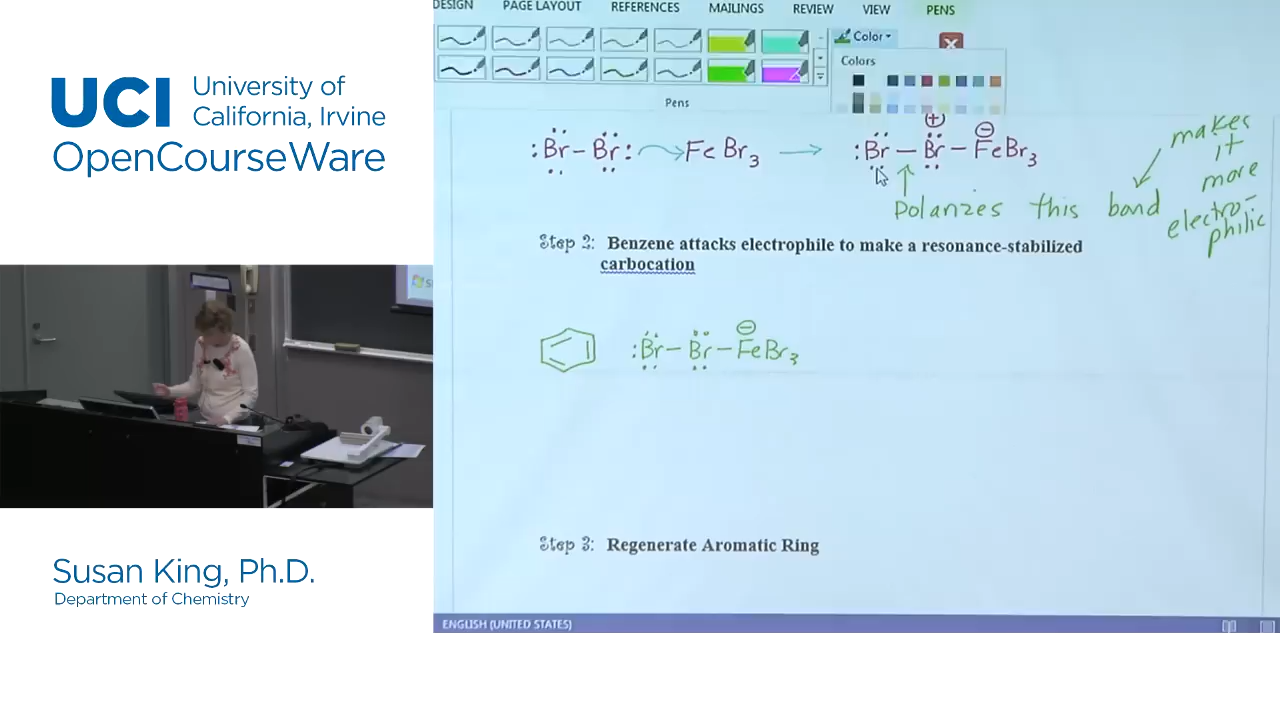 DESIGN PAGE LAYOUT REFERENCES MAILINGS REVIEW VIEW PENS
Color
Colors
Pens
UCI University of California, Irvine
OpenCourseWare
:Br-Br: FeBr3 :Br-Br-FeBr3
Polarizes this bond
makes
it
more
electro-
philic
Step 2: Benzene attacks electrophile to make a resonance-stabilized
carbocation
:Br-Br-FeBr3
Step 3: Regenerate Aromatic Ring
ENGLISH (UNITED STATES)
Susan King, Ph.D.
Department of Chemistry